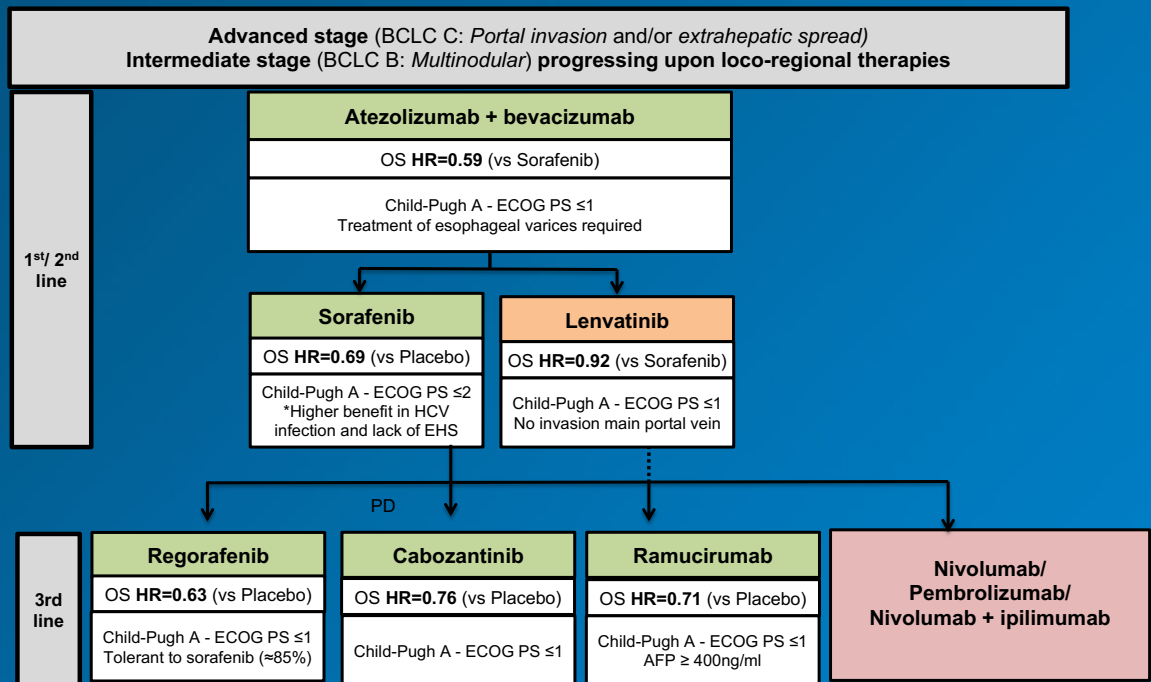 Advanced stage (BCLC C: Portal invasion and/or extrahepatic spread)
Intermediate stage (BCLC B: Multinodular) progressing upon loco-regional therapies
1st/ 2nd
line
Atezolizumab + bevacizumab
OS HR=0.59 (vs Sorafenib)
Child-Pugh A - ECOG PS ≤1
Treatment of esophageal varices required
Sorafenib
OS HR=0.69 (vs Placebo)
Child-Pugh A - ECOG PS ≤2
*Higher benefit in HCV
infection and lack of EHS
Lenvatinib
OS HR=0.92 (vs Sorafenib)
Child-Pugh A - ECOG PS ≤1
No invasion main portal vein
PD
3rd
line
Regorafenib
OS HR=0.63 (vs Placebo)
Child-Pugh A - ECOG PS ≤1
Tolerant to sorafenib (≈85%)
Cabozantinib
OS HR=0.76 (vs Placebo)
Child-Pugh A - ECOG PS ≤1
Ramucirumab
OS HR=0.71 (vs Placebo)
Child-Pugh A - ECOG PS ≤1
AFP ≥ 400ng/ml
Nivolumab/
Pembrolizumab/
Nivolumab + ipilimumab